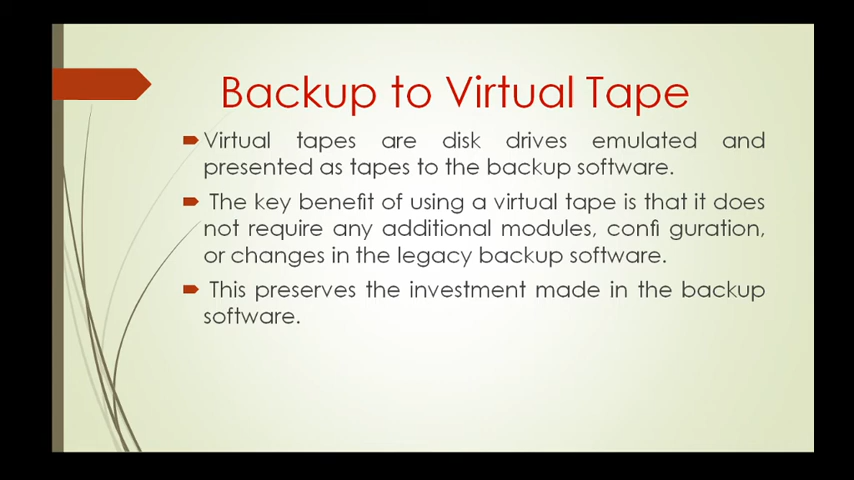 Backup to Virtual Tape
Virtual tapes are disk drives emulated and
presented as tapes to the backup software.
The key benefit of using a virtual tape is that it does
not require any additional modules, confi guration,
or changes in the legacy backup software.
This preserves the investment made in the backup
software.